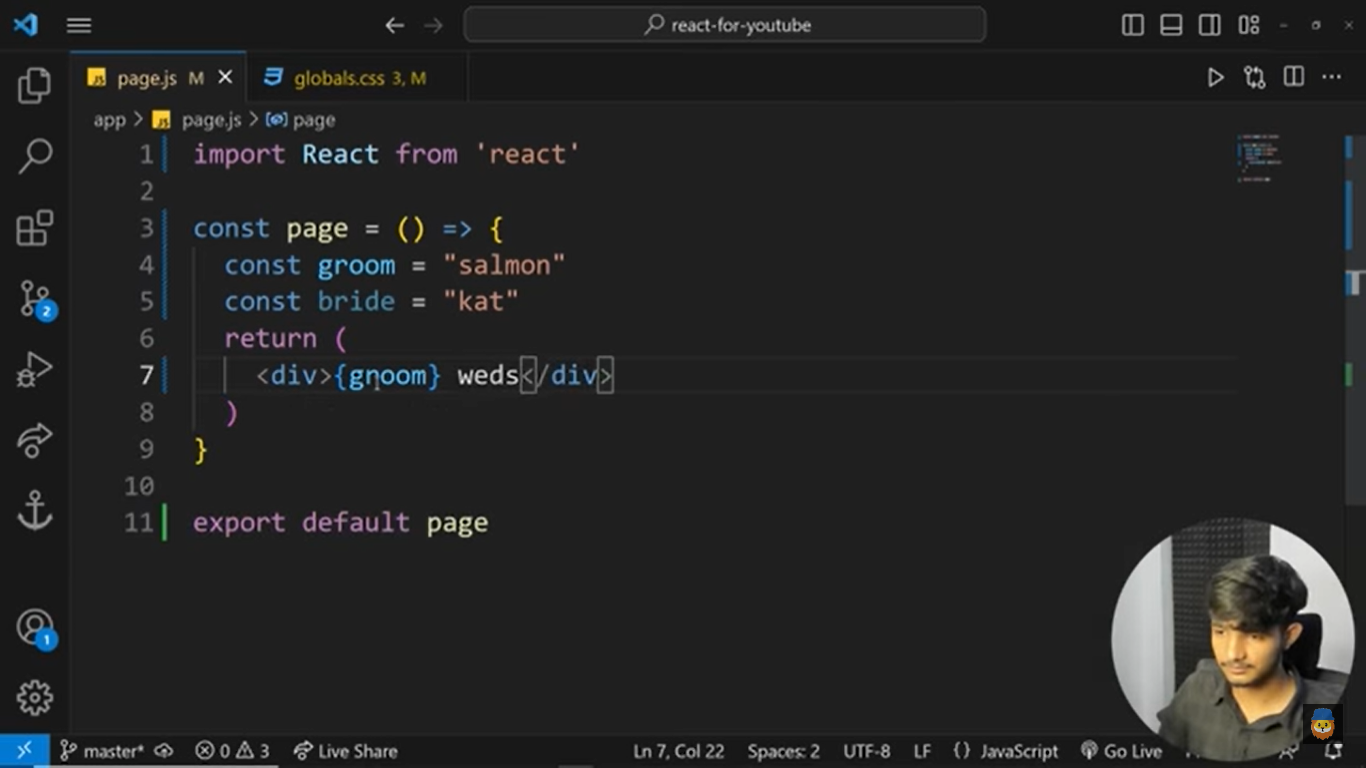 react-for-youtube
page.js M
globals.css 3, M
app > page.js > page
1 import React from 'react'
2
3 const page = () => {
4 const groom = "salmon"
5 const bride = "kat"
6 return (
7 <div>{groom} weds</div>
8 )
9 }
10
11 export default page
2
1
master*
0 3
Live Share
Ln 7, Col 22
Spaces: 2
UTF-8
LF
{} JavaScript
Go Live